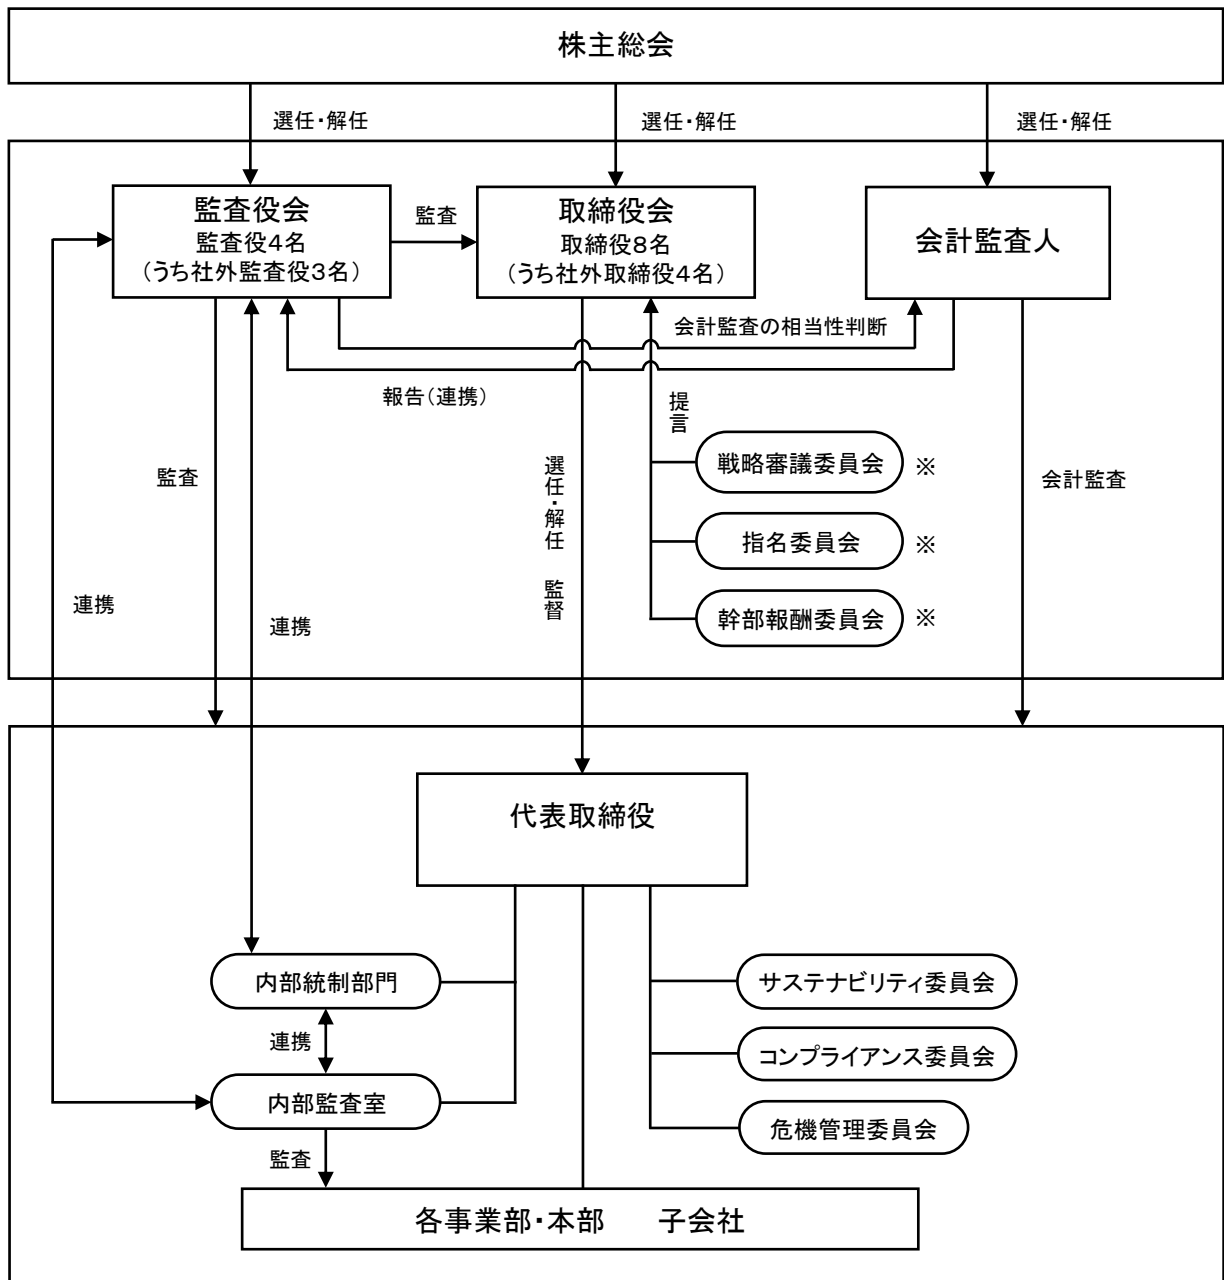 株主総会
選任・解任
選任・解任
選任・解任
監査役会
監査役4名
(うち社外監査役3名)
監査
取締役会
取締役8名
(うち社外取締役4名)
会計監査人
会計監査の相当性判断
報告(連携)
提言
戦略審議委員会 ※
指名委員会 ※
幹部報酬委員会 ※
監査
選任・解任 監督
会計監査
連携
連携
代表取締役
内部統制部門
連携
内部監査室
監査
サステナビリティ委員会
コンプライアンス委員会
危機管理委員会
各事業部・本部 子会社